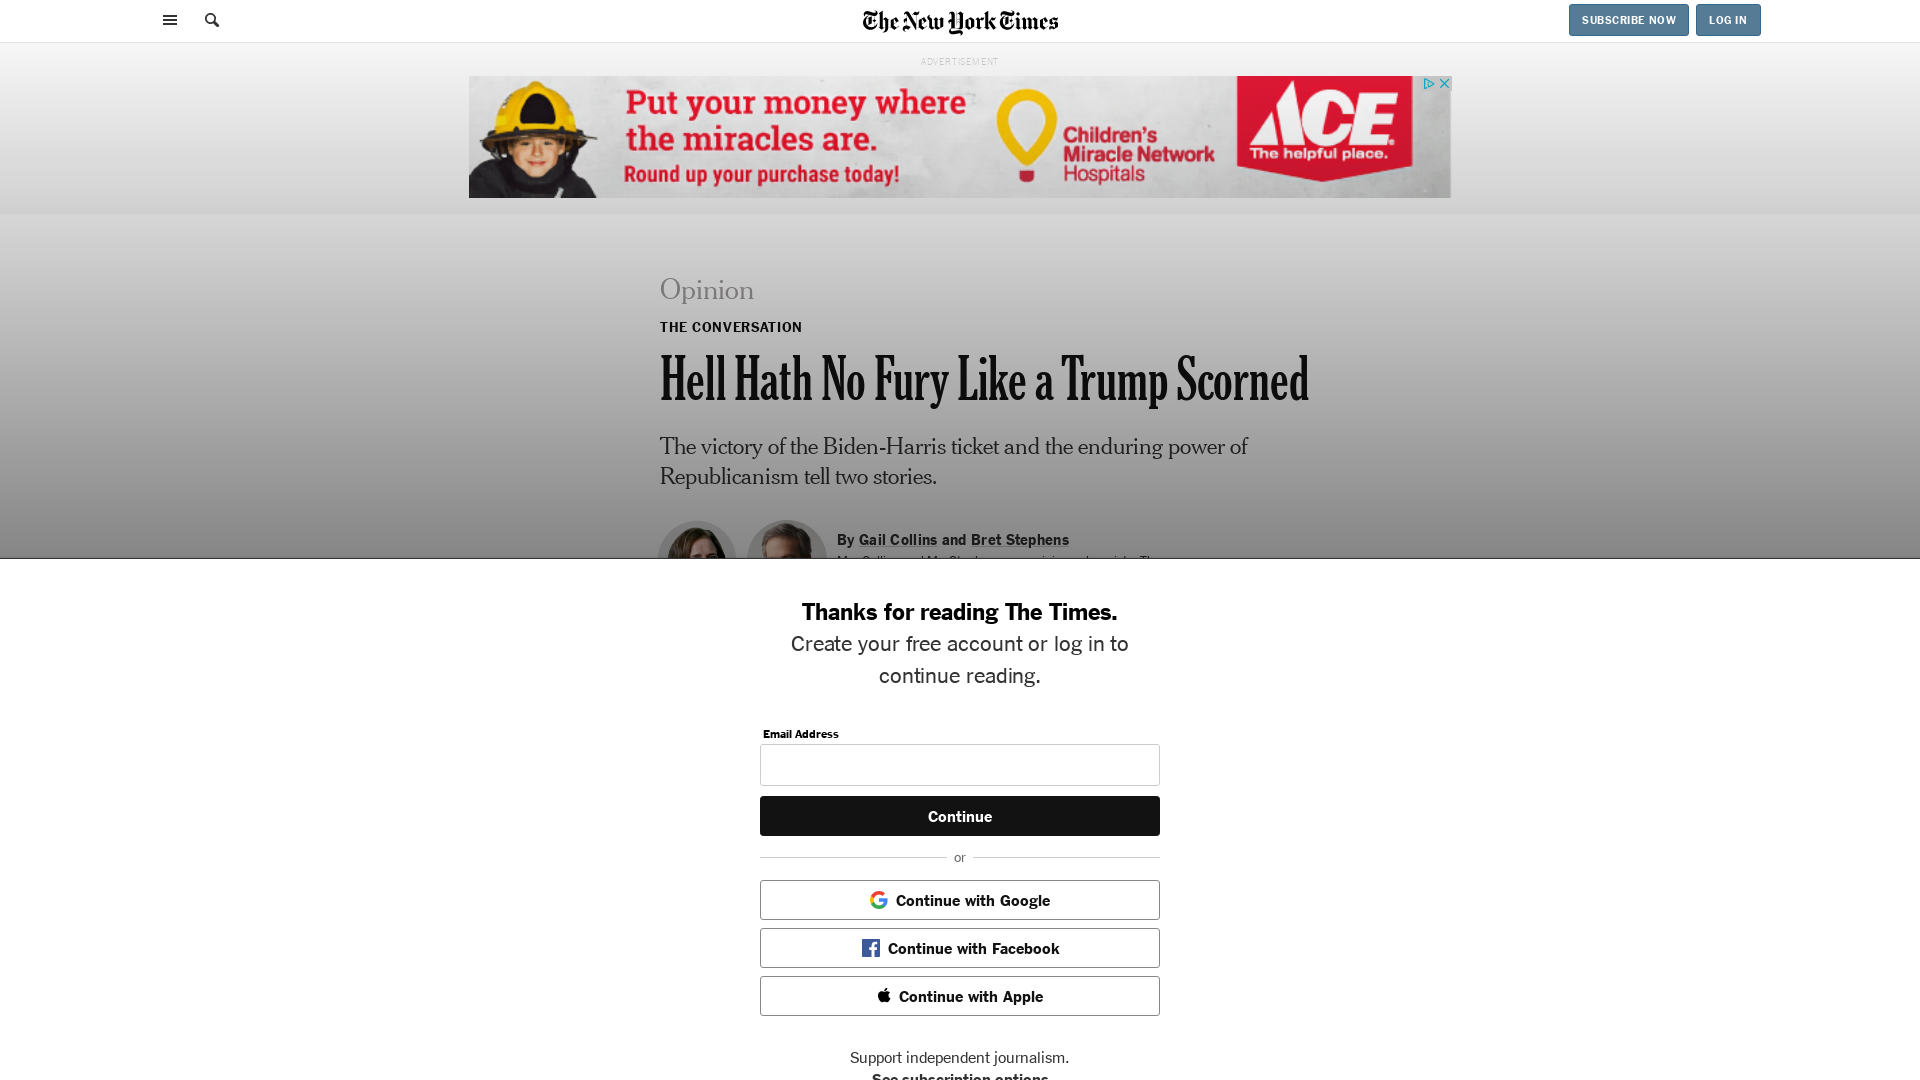 The New York Times
SUBSCRIBE NOW
LOG IN
ADVERTISEMENT
Put your money where
the miracles are.
Round up your purchase today!
Children's
Miracle Network
Hospitals
ACE
The helpful place.
Opinion
THE CONVERSATION
Hell Hath No Fury Like a Trump Scorned
The victory of the Biden-Harris ticket and the enduring power of
Republicanism tell two stories.
By Gail Collins and Bret Stephens
Thanks for reading The Times.
Create your free account or log in to
continue reading.
Email Address
Continue
or
Continue with Google
Continue with Facebook
Continue with Apple
Support independent journalism.
See subscription options